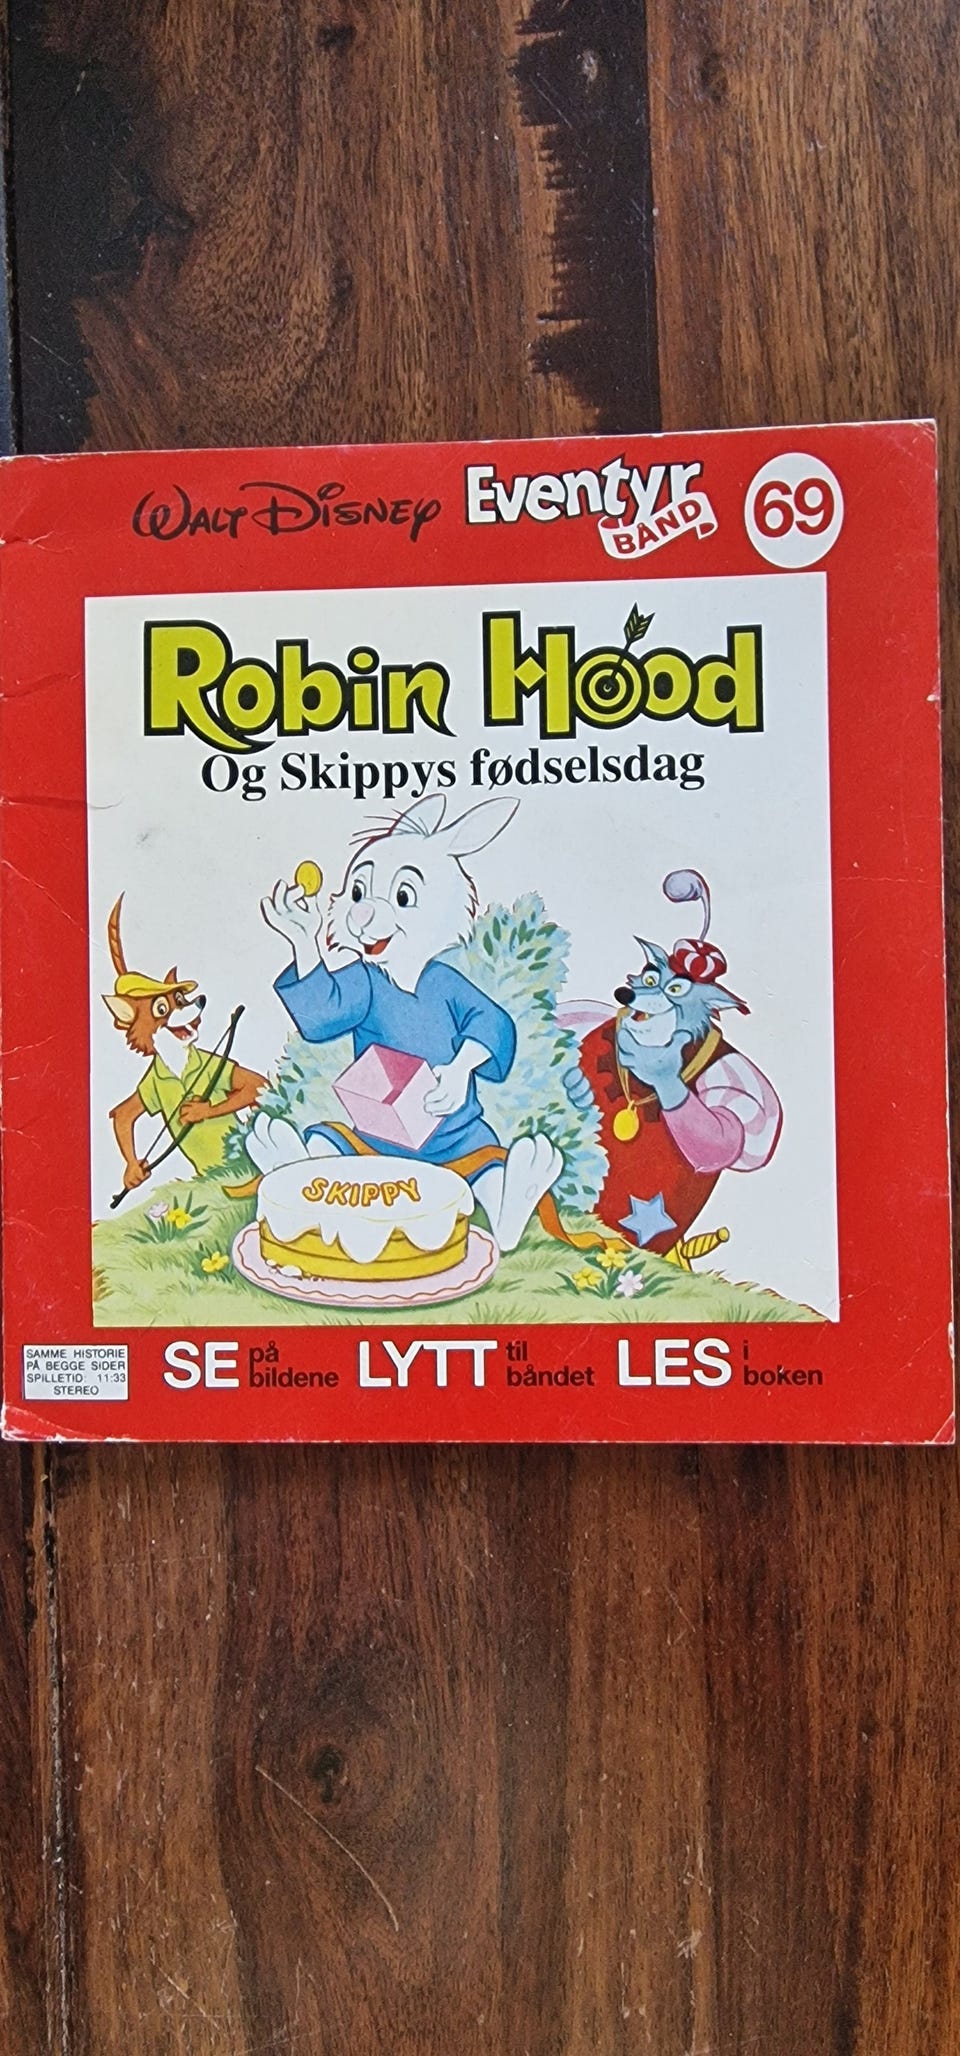 WALT DISNEY Eventyr BÅND 69
Robin Hood
Og Skippys fødselsdag
SKIPPY
SAMME HISTORIE
PÅ BEGGE SIDER
SPILLETID: 11:33
STEREO
SE på bildene LYTT til båndet LES i boken